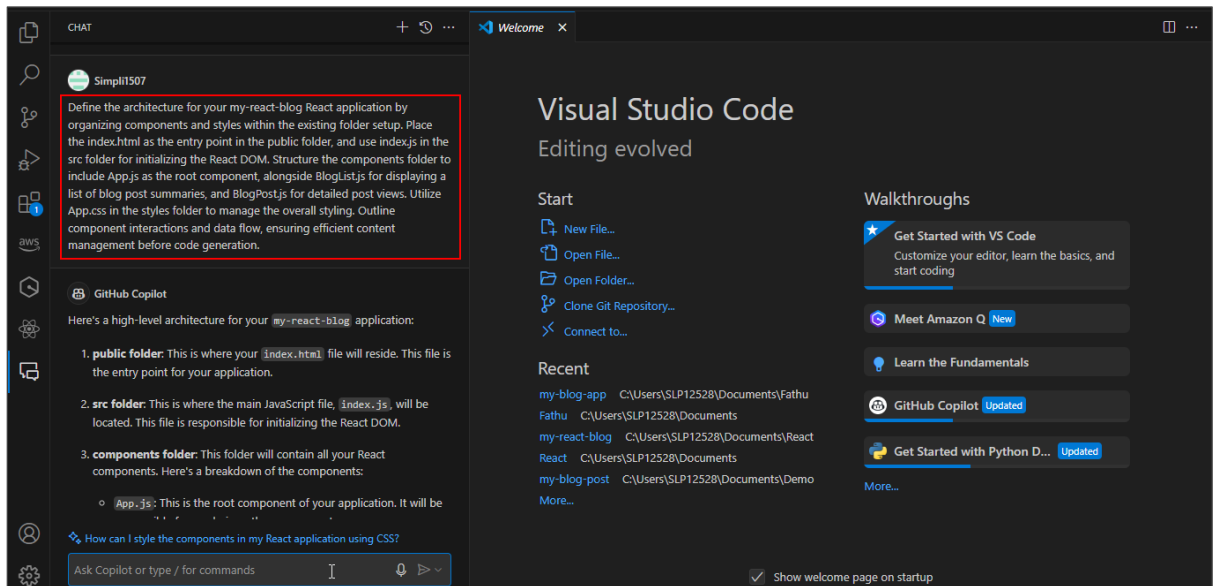 CHAT
Simpli1507
Define the architecture for your my-react-blog React application by
organizing components and styles within the existing folder setup. Place
the index.html as the entry point in the public folder, and use index.js in the
src folder for initializing the React DOM. Structure the components folder to
include App.js as the root component, alongside BlogList.js for displaying a
list of blog post summaries, and BlogPost.js for detailed post views. Utilize
App.css in the styles folder to manage the overall styling. Outline
component interactions and data flow, ensuring efficient content
management before code generation.
GitHub Copilot
Here's a high-level architecture for your my-react-blog application:
1. public folder: This is where your index.html file will reside. This file is
the entry point for your application.
2. src folder: This is where the main JavaScript file, index.js, will be
located. This file is responsible for initializing the React DOM.
3. components folder: This folder will contain all your React
components. Here's a breakdown of the components:
App.js: This is the root component of your application. It will be
How can I style the components in my React application using CSS?
Ask Copilot or type / for commands
1
aws
Welcome
Visual Studio Code
Editing evolved
Start
New File...
Open File...
Open Folder...
Clone Git Repository...
Connect to...
Recent
my-blog-app C:\Users\SLP12528\Documents\Fathu
Fathu C:\Users\SLP12528\Documents
my-react-blog C:\Users\SLP12528\Documents\React
React C:\Users\SLP12528\Documents
my-blog-post C:\Users\SLP12528\Documents\Demo
More...
Walkthroughs
Get Started with VS Code
Customize your editor, learn the basics, and
start coding
Meet Amazon Q New
Learn the Fundamentals
GitHub Copilot Updated
Get Started with Python D... Updated
More...
Show welcome page on startup